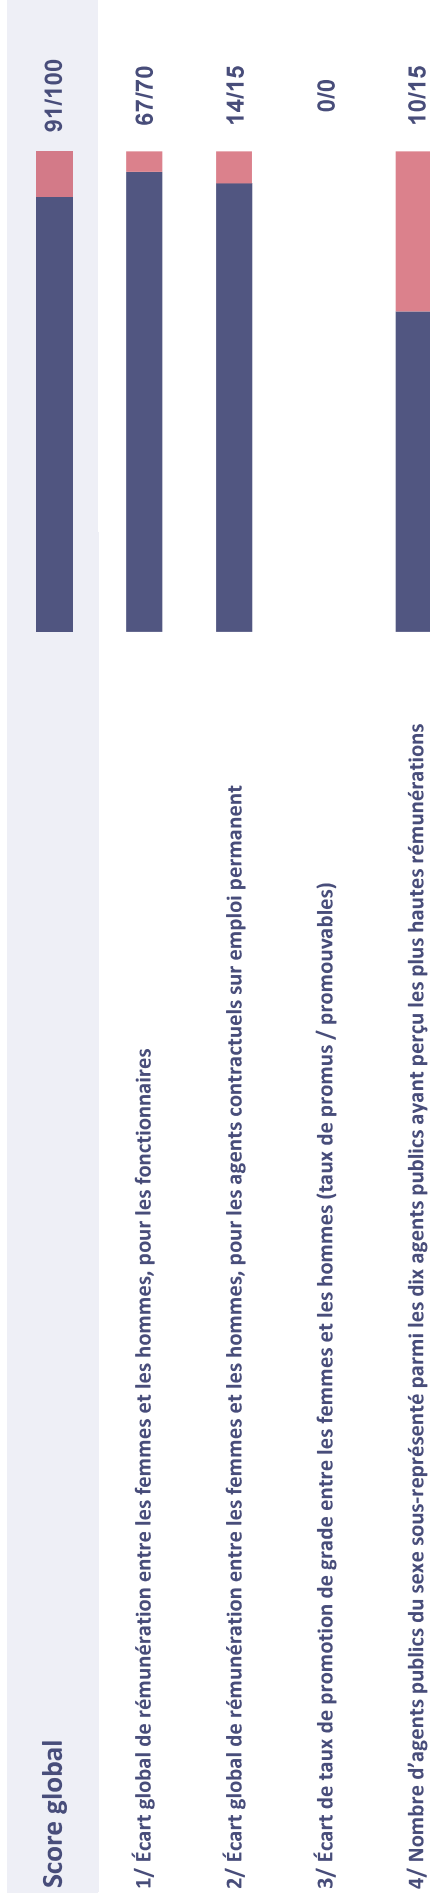 Score global 91/100
1/ Écart global de rémunération entre les femmes et les hommes, pour les fonctionnaires 67/70
2/ Écart global de rémunération entre les femmes et les hommes, pour les agents contractuels sur emploi permanent 14/15
3/ Écart de taux de promotion de grade entre les femmes et les hommes (taux de promus / promouvables) 0/0
4/ Nombre d’agents publics du sexe sous-représenté parmi les dix agents publics ayant perçu les plus hautes rémunérations 10/15